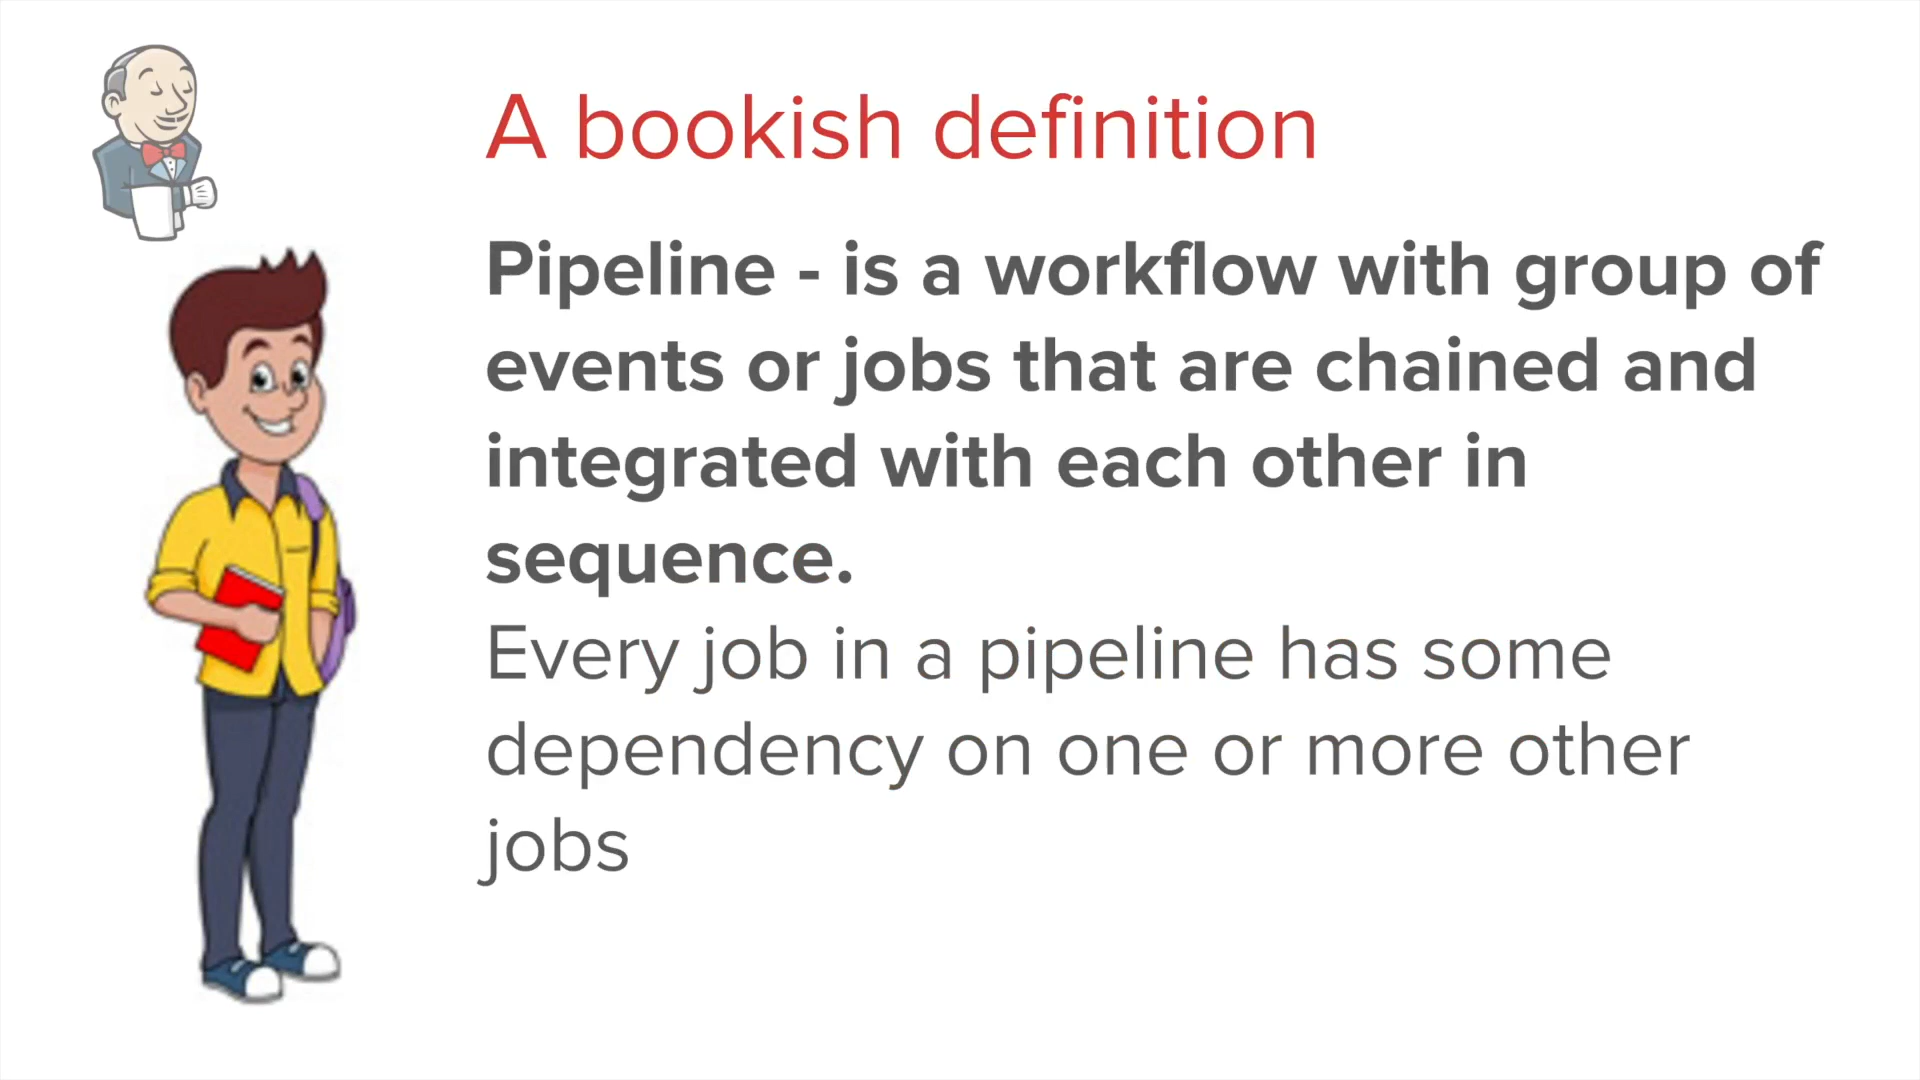 A bookish definition
Pipeline - is a workflow with group of
events or jobs that are chained and
integrated with each other in
sequence.
Every job in a pipeline has some
dependency on one or more other
jobs